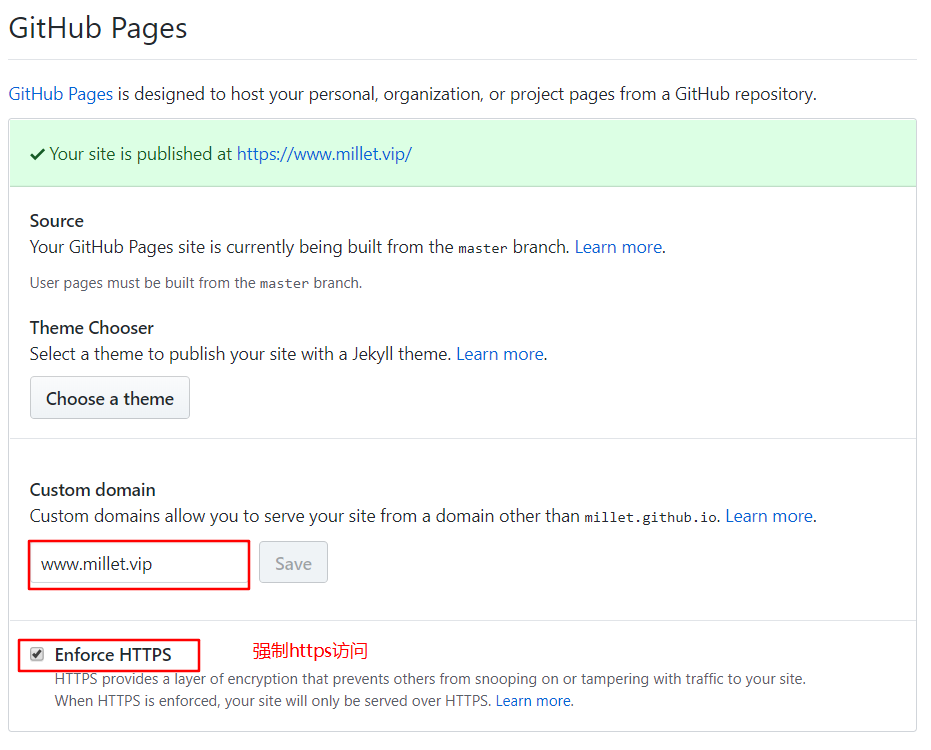 GitHub Pages
GitHub Pages is designed to host your personal, organization, or project pages from a GitHub repository.
Your site is published at https://www.millet.vip/
Source
Your GitHub Pages site is currently being built from the master branch. Learn more.
User pages must be built from the master branch.
Theme Chooser
Select a theme to publish your site with a Jekyll theme. Learn more.
Choose a theme
Custom domain
Custom domains allow you to serve your site from a domain other than millet.github.io. Learn more.
www.millet.vip Save
Enforce HTTPS 强制https访问
HTTPS provides a layer of encryption that prevents others from snooping on or tampering with traffic to your site.
When HTTPS is enforced, your site will only be served over HTTPS. Learn more.